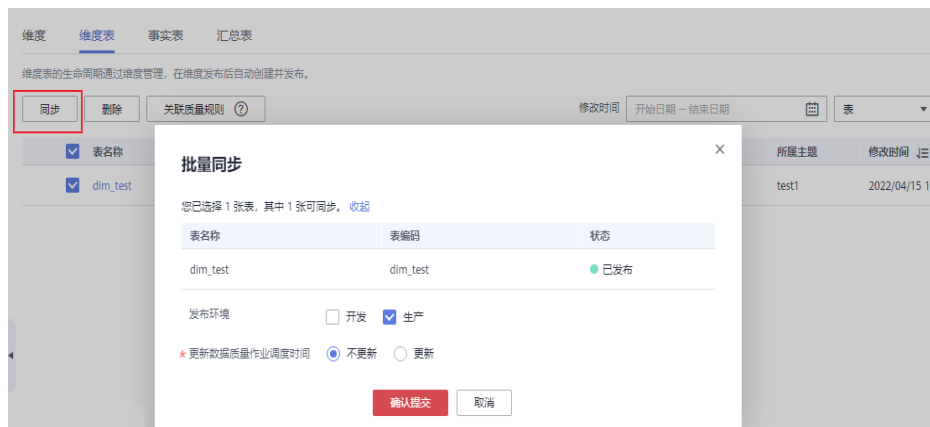 维度 维度表 事实表 汇总表
维度表的生命周期通过维度管理，在维度发布后自动创建并发布。
同步 删除 关联质量规则 ? 修改时间 开始日期 – 结束日期 表
表名称 所属主题 修改时间
dim_test test1 2022/04/15 1
批量同步
您已选择 1 张表，其中 1 张可同步。 收起
表名称 表编码 状态
dim_test dim_test 已发布
发布环境 开发 生产
* 更新数据质量作业调度时间 不更新 更新
确认提交 取消